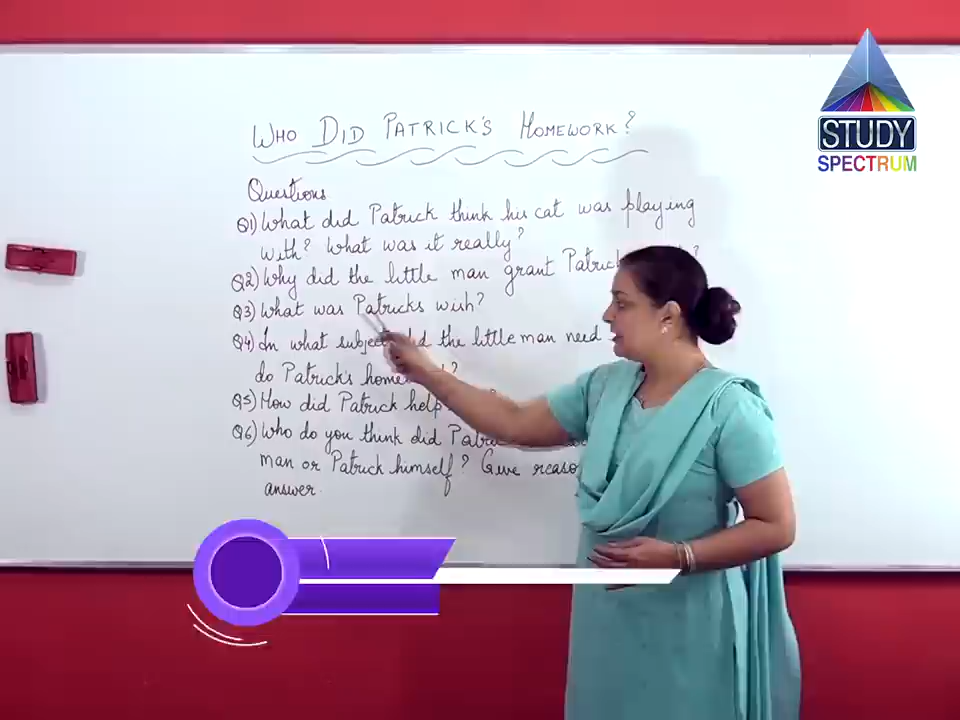 WHO DID PATRICK'S HOMEWORK?
Questions
Q1) What did Patrick think his cat was playing
with? What was it really?
Q2) Why did the little man grant Patrick
Q3) What was Patricks wish?
Q4) In what subject did the little man need
do Patrick's
Q5) How did Patrick help
Q6) Who do you think did
man or Patrick himself? Give
answer.
STUDY
SPECTRUM